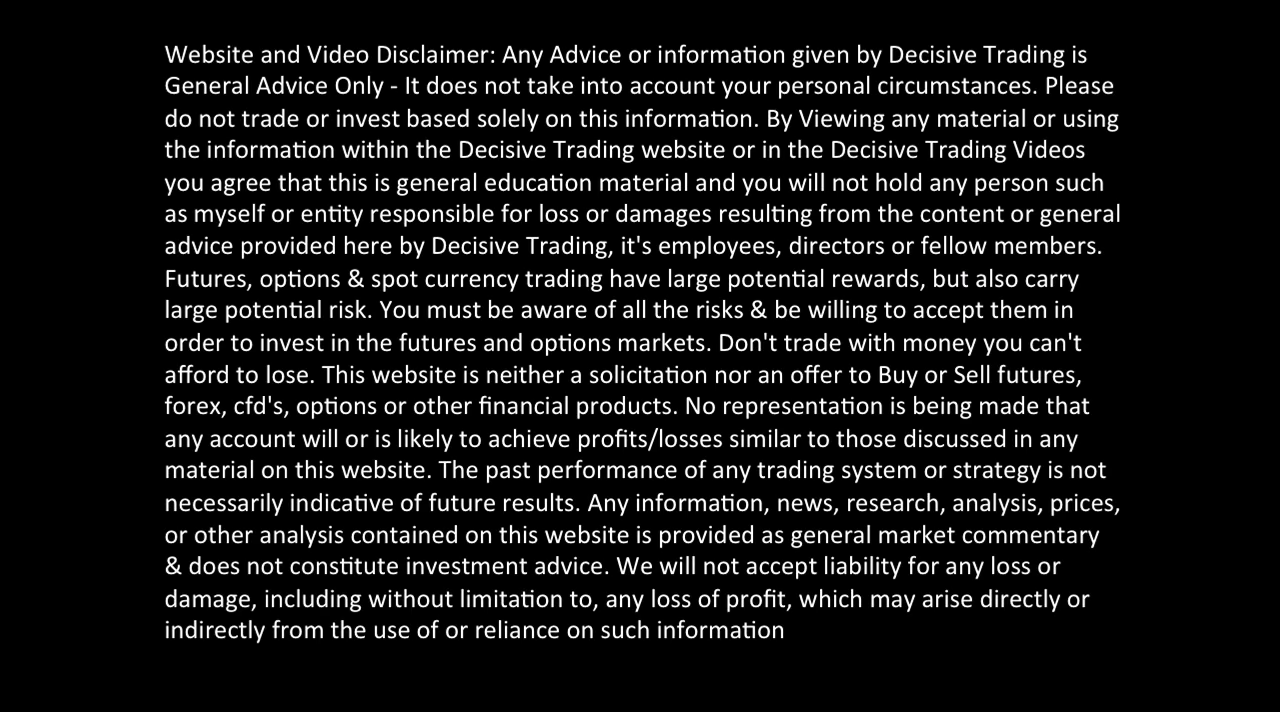 Website and Video Disclaimer: Any Advice or information given by Decisive Trading is
General Advice Only - It does not take into account your personal circumstances. Please
do not trade or invest based solely on this information. By Viewing any material or using
the information within the Decisive Trading website or in the Decisive Trading Videos
you agree that this is general education material and you will not hold any person such
as myself or entity responsible for loss or damages resulting from the content or general
advice provided here by Decisive Trading, it's employees, directors or fellow members.
Futures, options & spot currency trading have large potential rewards, but also carry
large potential risk. You must be aware of all the risks & be willing to accept them in
order to invest in the futures and options markets. Don't trade with money you can't
afford to lose. This website is neither a solicitation nor an offer to Buy or Sell futures,
forex, cfd's, options or other financial products. No representation is being made that
any account will or is likely to achieve profits/losses similar to those discussed in any
material on this website. The past performance of any trading system or strategy is not
necessarily indicative of future results. Any information, news, research, analysis, prices,
or other analysis contained on this website is provided as general market commentary
& does not constitute investment advice. We will not accept liability for any loss or
damage, including without limitation to, any loss of profit, which may arise directly or
indirectly from the use of or reliance on such information